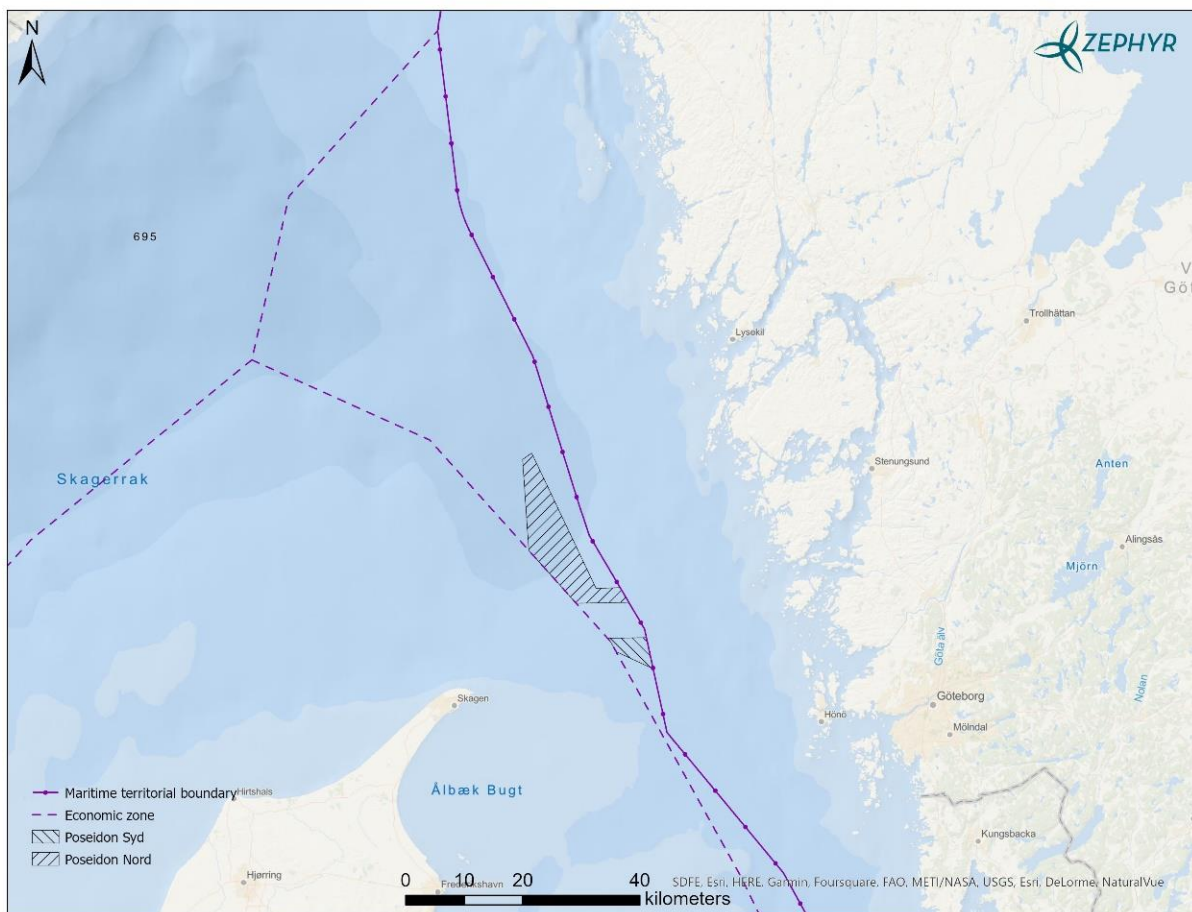 N
ZEPHYR
695
V
Göt
Trollhättan
Lysekil
Skagerrak
Stenungsund
Anten
Alingsås
Mjörn
Göta älv
Nolan
Skagen
Göteborg
Hönö
Mölndal
Maritime territorial boundary
Hirtshals
Ålbæk Bugt
Economic zone
Poseidon Syd
Poseidon Nord
Kungsbacka
Hjørring
Frederikshavn
0 10 20 40
kilometers
SDFE, Esri, HERE, Garmin, Foursquare, FAO, METI/NASA, USGS, Esri, DeLorme, NaturalVue